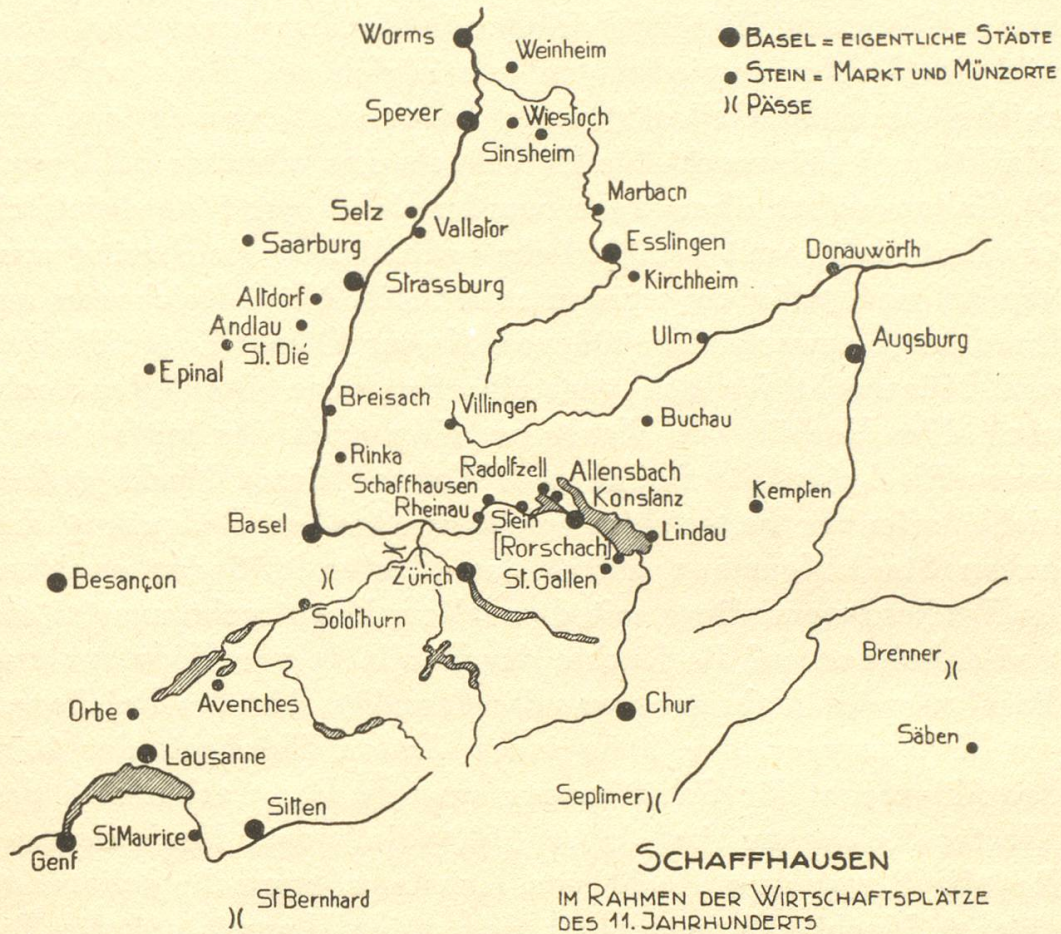 Worms
Weinheim
BASEL = EIGENTLICHE STÄDTE
STEIN = MARKT UND MÜNZORTE
)( PÄSSE
Speyer
Wiesloch
Sinsheim
Marbach
Selz
Vallator
Saarburg
Esslingen
Donauwörth
Kirchheim
Strassburg
Altdorf
Andlau
St. Dié
Epinal
Ulm
Augsburg
Breisach
Villingen
Buchau
Rinka
Radolfzell
Allensbach
Schaffhausen
Konstanz
Rheinau
Kempten
Stein
Basel
Lindau
[Rorschach]
Besançon
Zürich
St. Gallen
Solothurn
Brenner
Avenches
Orbe
Chur
Säben
Lausanne
Septimer
Sitten
St. Maurice
Genf
SCHAFFHAUSEN
St Bernhard
IM RAHMEN DER WIRTSCHAFTSPLÄTZE
DES 11. JAHRHUNDERTS